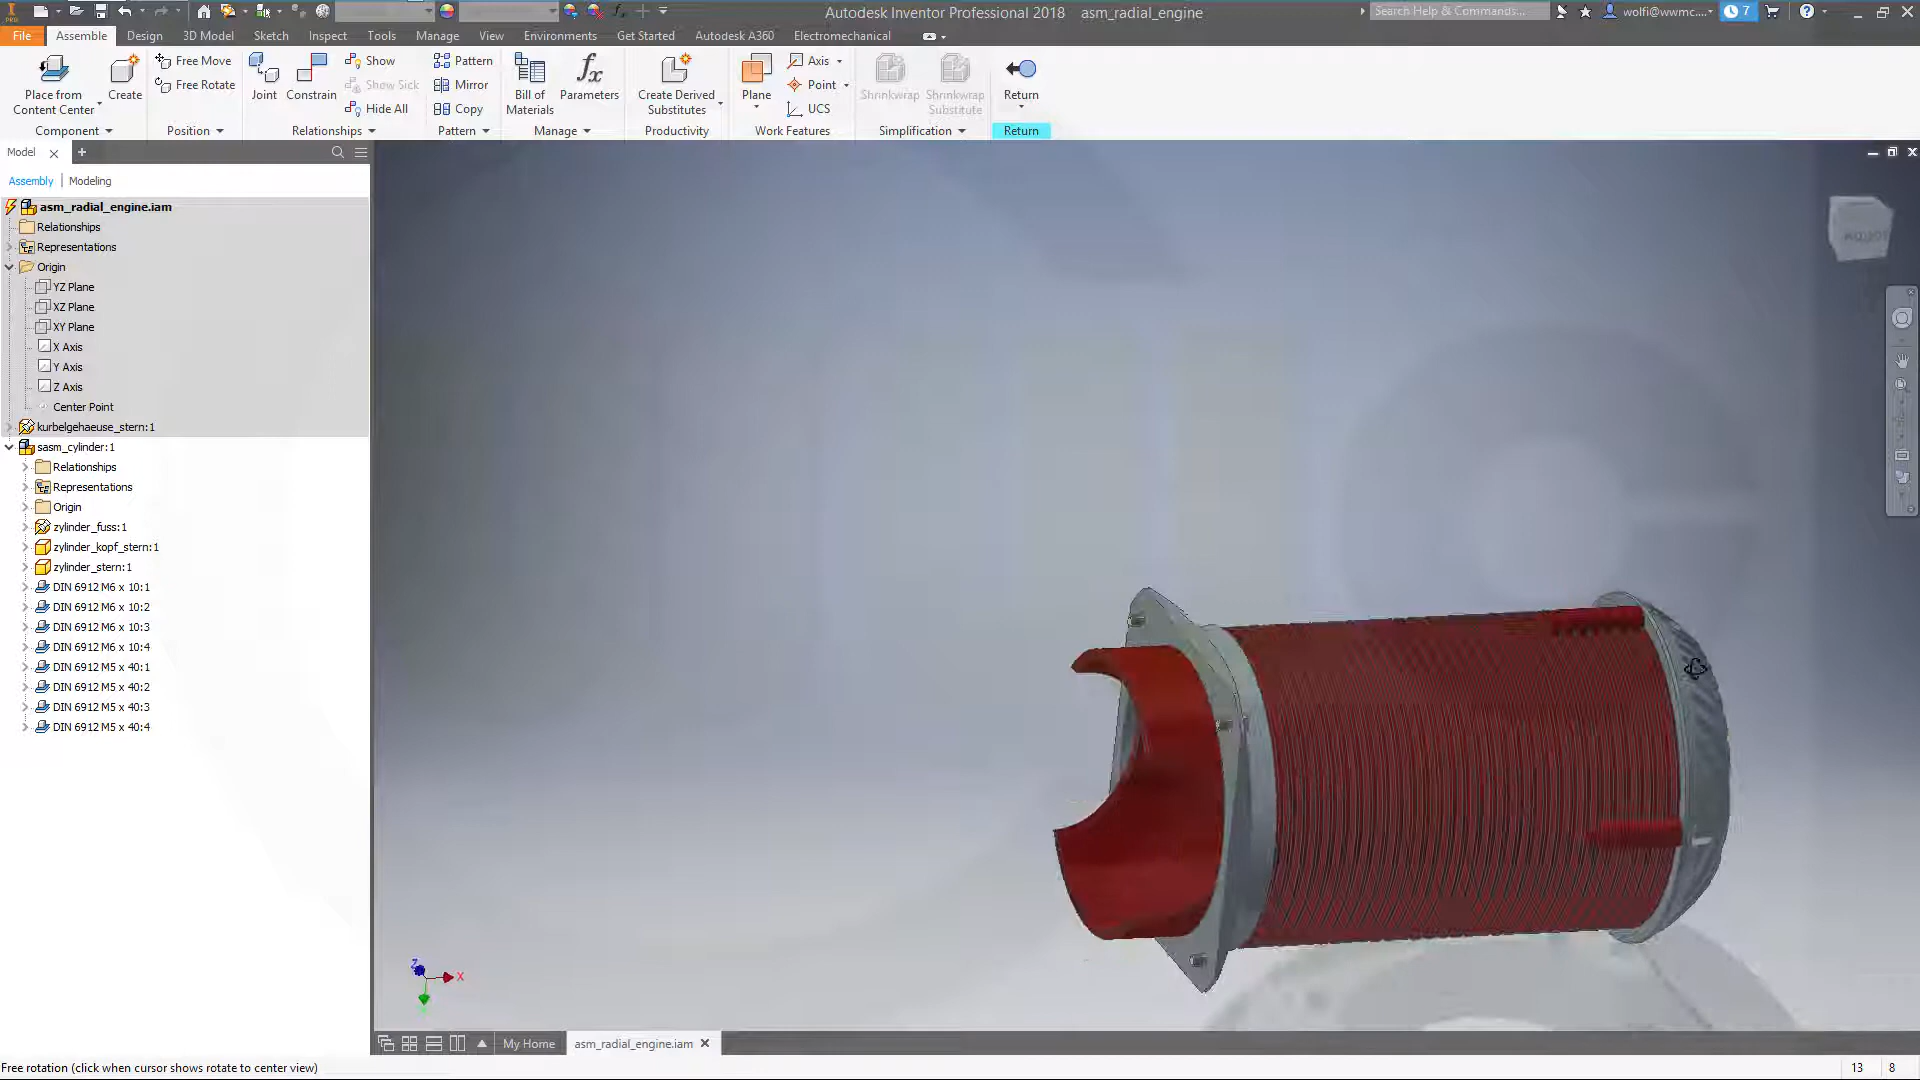 Autodesk Inventor Professional 2018 asm_radial_engine
Search Help & Commands...
wolfi@wwmc....
7
PRO
File Assemble Design 3D Model Sketch Inspect Tools Manage View Environments Get Started Autodesk A360 Electromechanical
Place from
Content Center
Create
Free Move
Free Rotate
Joint
Constrain
Show
Show Sick
Hide All
Pattern
Mirror
Copy
Bill of
Materials
fx
Parameters
Create Derived
Substitutes
Plane
Axis
Point
UCS
Shrinkwrap
Shrinkwrap
Substitute
Return
Component
Position
Relationships
Pattern
Manage
Productivity
Work Features
Simplification
Return
Model
Assembly | Modeling
asm_radial_engine.iam
Relationships
Representations
Origin
YZ Plane
XZ Plane
XY Plane
X Axis
Y Axis
Z Axis
Center Point
kurbelgehaeuse_stern:1
sasm_cylinder:1
Relationships
Representations
Origin
zylinder_fuss:1
zylinder_kopf_stern:1
zylinder_stern:1
DIN 6912 M6 x 10:1
DIN 6912 M6 x 10:2
DIN 6912 M6 x 10:3
DIN 6912 M6 x 10:4
DIN 6912 M5 x 40:1
DIN 6912 M5 x 40:2
DIN 6912 M5 x 40:3
DIN 6912 M5 x 40:4
Z
X
My Home
asm_radial_engine.iam
Free rotation (click when cursor shows rotate to center view)
13 8